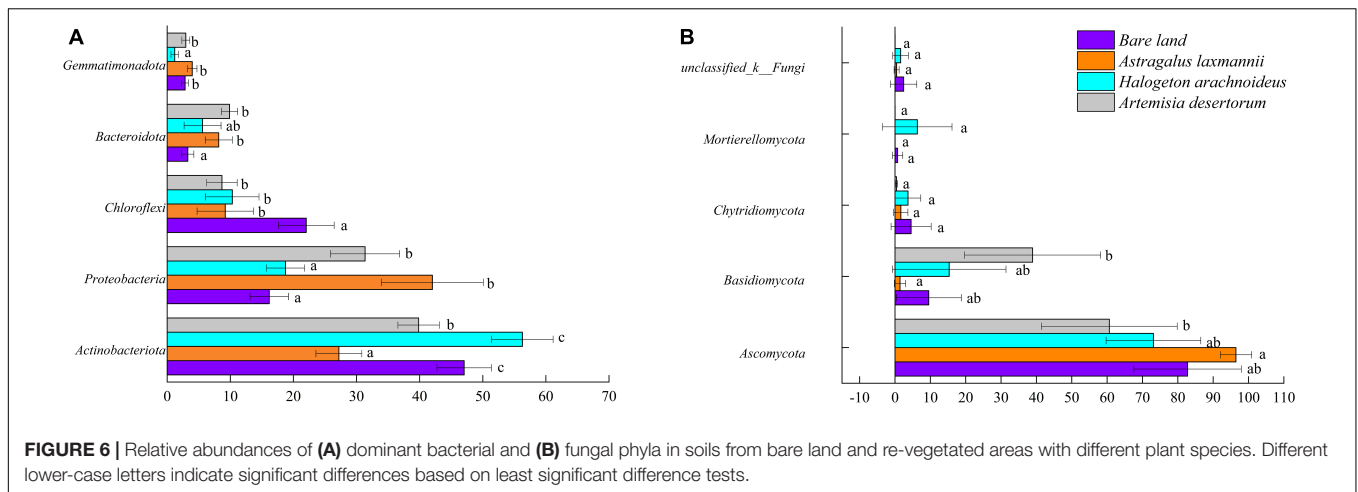 A
Gemmatimonadota
b
a
b
b
Bacteroidota
b
ab
b
a
Chloroflexi
b
b
b
a
Proteobacteria
b
a
b
a
Actinobacteriota
b
c
a
c
0 10 20 30 40 50 60 70
B
unclassified_k__Fungi
a
a
a
a
Mortierellomycota
a
a
a
a
Chytridiomycota
a
a
a
a
Basidiomycota
b
ab
a
ab
Ascomycota
b
ab
a
ab
-10 0 10 20 30 40 50 60 70 80 90 100 110
Bare land
Astragalus laxmannii
Halogeton arachnoideus
Artemisia desertorum
FIGURE 6 | Relative abundances of (A) dominant bacterial and (B) fungal phyla in soils from bare land and re-vegetated areas with different plant species. Different
lower-case letters indicate significant differences based on least significant difference tests.